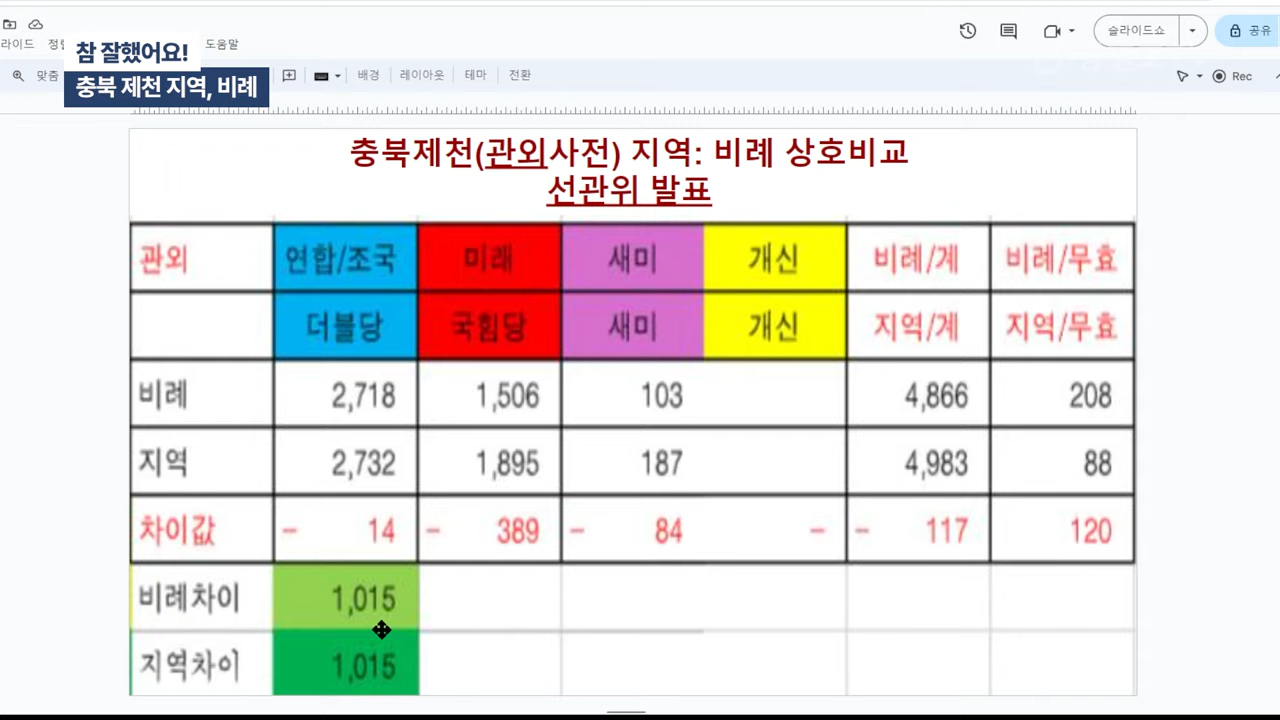 라이드
정렬
도움말
참 잘했어요!
충북 제천 지역, 비례
맞춤
배경
레이아웃
테마
전환
슬라이드쇼
공유
Rec
충북제천(관외사전) 지역: 비례 상호비교
선관위 발표
관외 연합/조국 미래 새미 개신 비례/계 비례/무효
더불당 국힘당 새미 개신 지역/계 지역/무효
비례 2,718 1,506 103 4,866 208
지역 2,732 1,895 187 4,983 88
차이값 - 14 - 389 - 84 - - 117 120
비례차이 1,015
지역차이 1,015